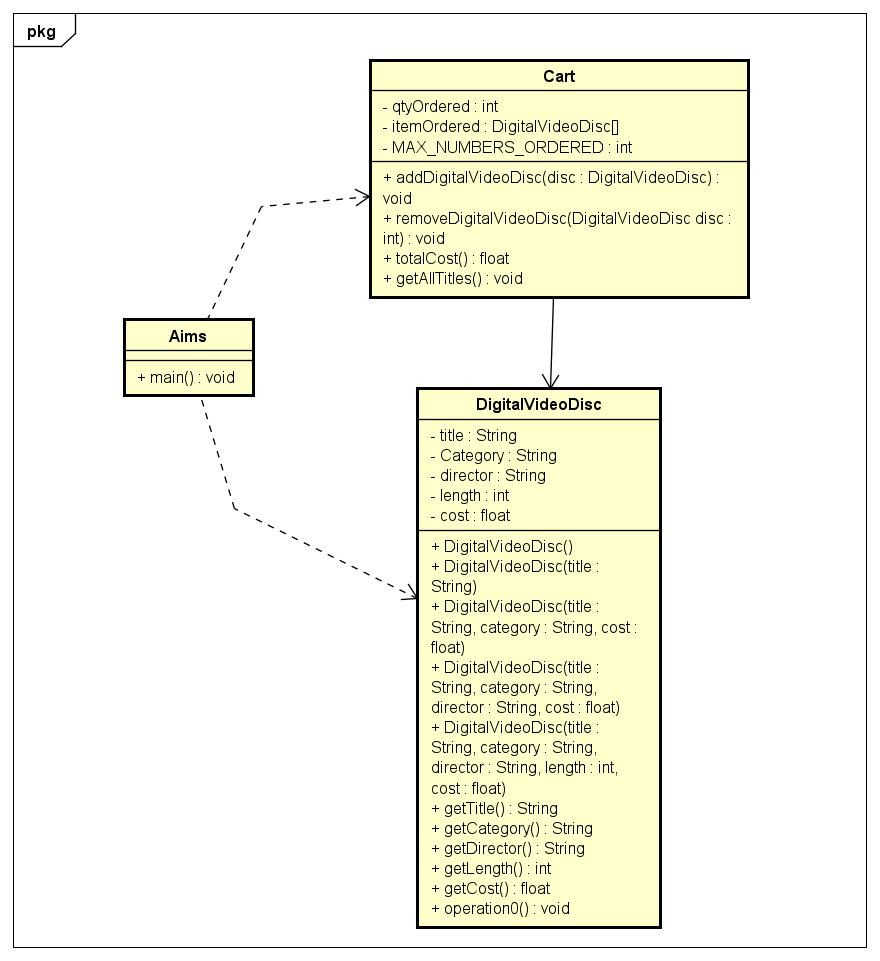 pkg
Cart
- qtyOrdered : int
- itemOrdered : DigitalVideoDisc[]
- MAX_NUMBERS_ORDERED : int
+ addDigitalVideoDisc(disc : DigitalVideoDisc) :
void
+ removeDigitalVideoDisc(DigitalVideoDisc disc :
int) : void
+ totalCost() : float
+ getAllTitles() : void
Aims
+ main() : void
DigitalVideoDisc
- title : String
- Category : String
- director : String
- length : int
- cost : float
+ DigitalVideoDisc()
+ DigitalVideoDisc(title :
String)
+ DigitalVideoDisc(title :
String, category : String, cost :
float)
+ DigitalVideoDisc(title :
String, category : String,
director : String, cost : float)
+ DigitalVideoDisc(title :
String, category : String,
director : String, length : int,
cost : float)
+ getTitle() : String
+ getCategory() : String
+ getDirector() : String
+ getLength() : int
+ getCost() : float
+ operation0() : void